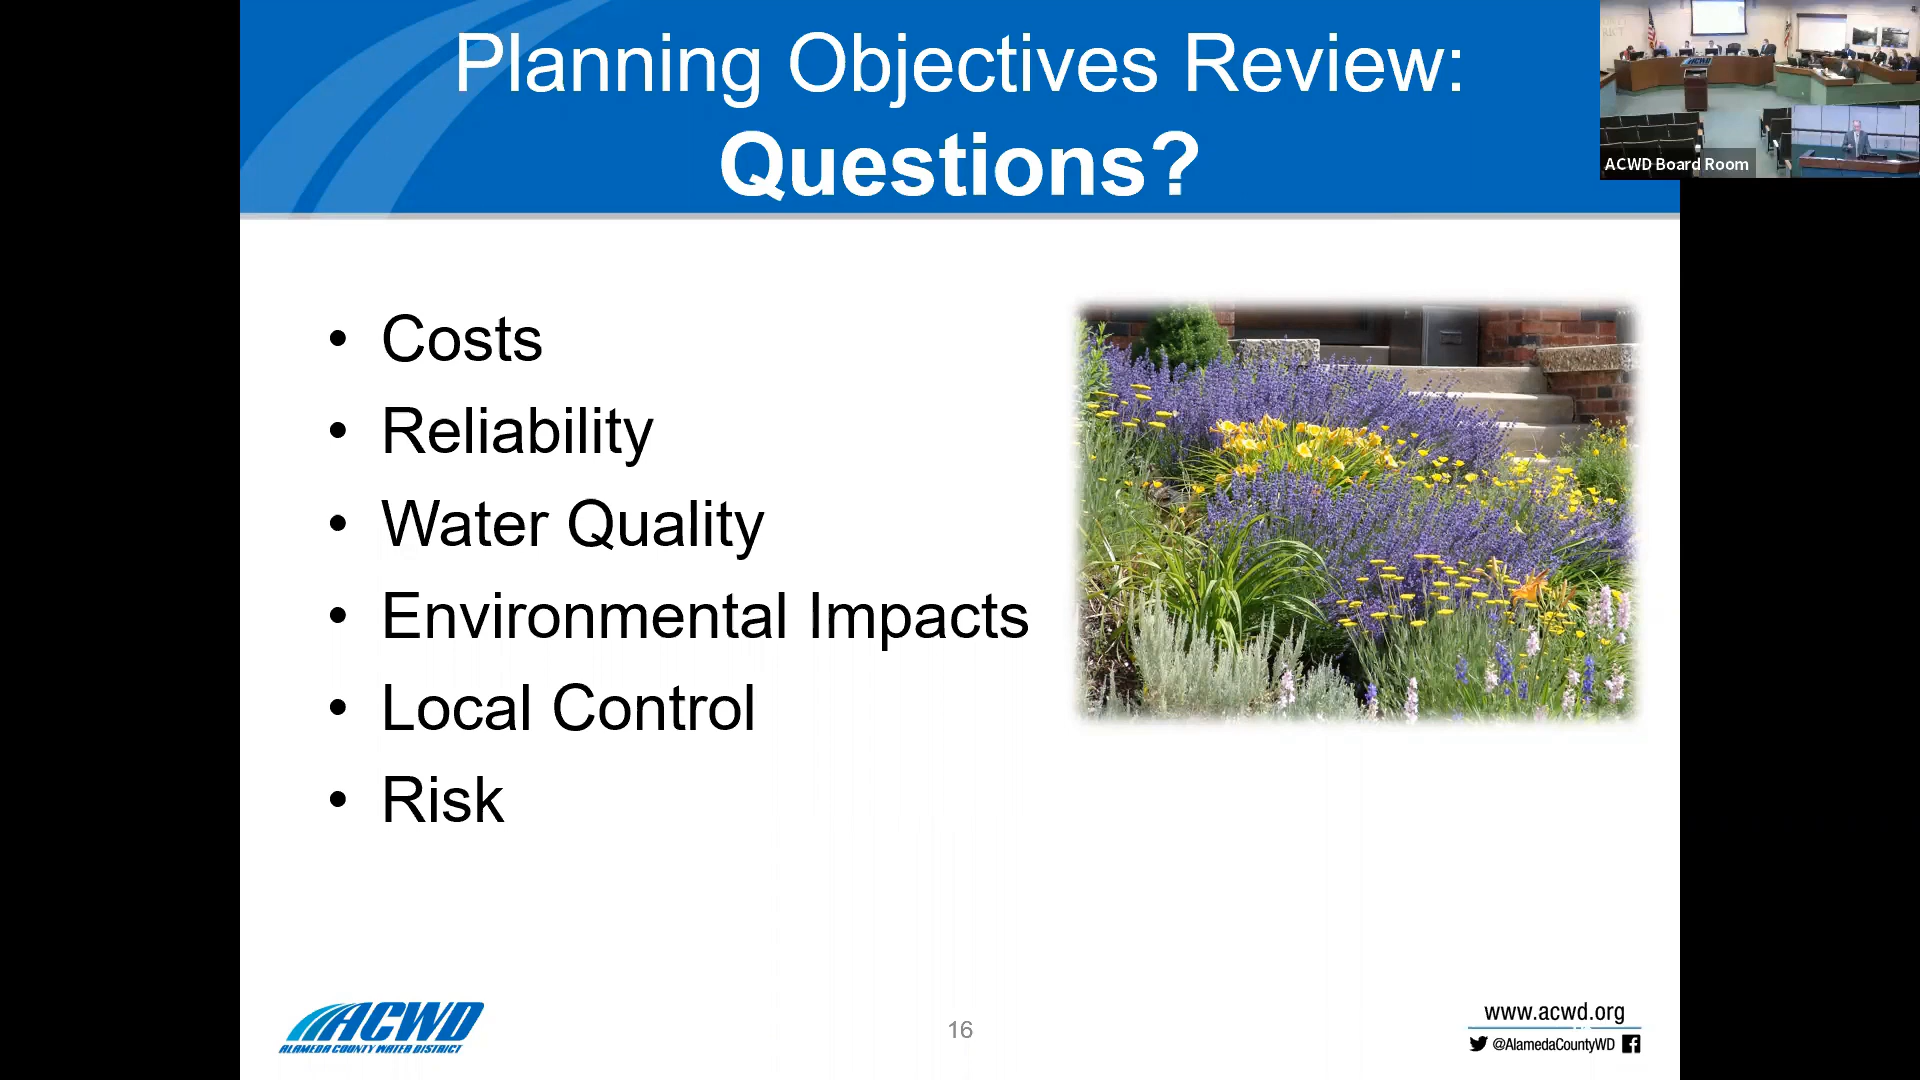 Planning Objectives Review:
Questions?
ACWD Board Room
• Costs
• Reliability
• Water Quality
• Environmental Impacts
• Local Control
• Risk
ACWD
ALAMEDA COUNTY WATER DISTRICT
16
www.acwd.org
@AlamedaCountyWD